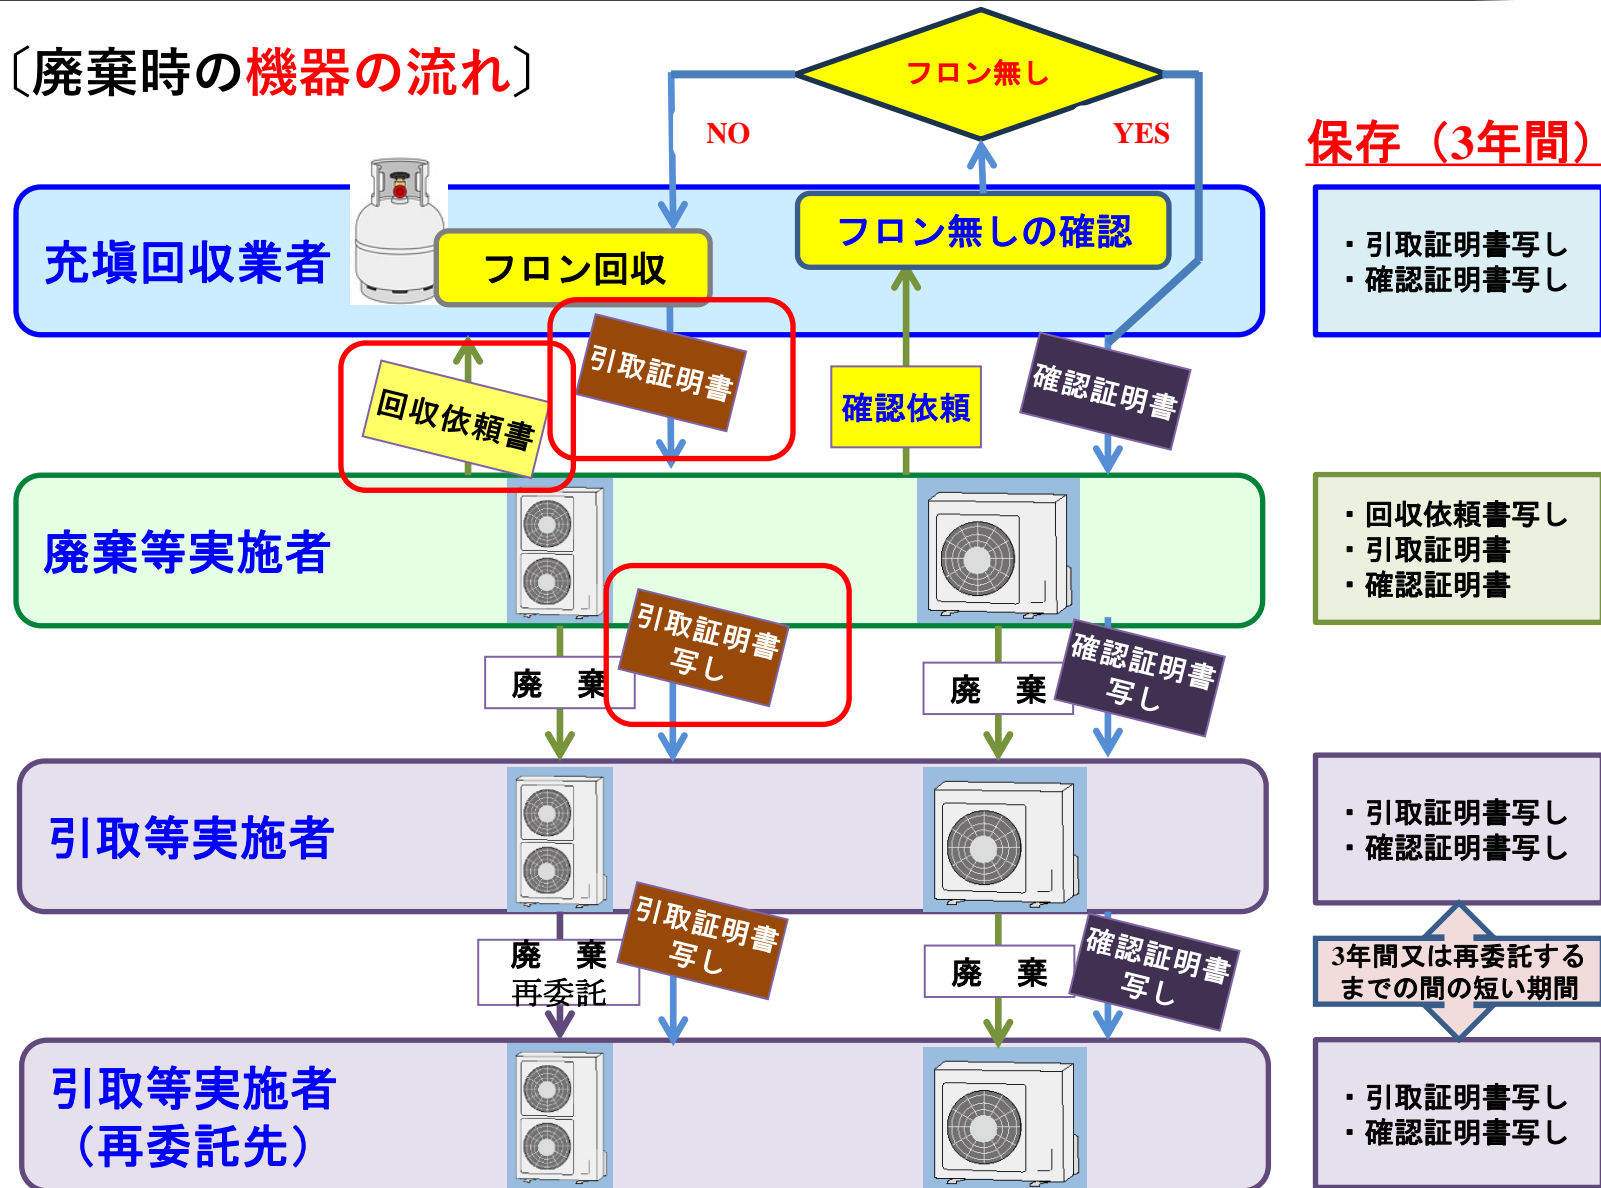 〔廃棄時の機器の流れ〕
フロン無し
NO
YES
保存（3年間）
充塡回収業者
フロン回収
フロン無しの確認
・引取証明書写し
・確認証明書写し
回収依頼書
引取証明書
確認依頼
確認証明書
廃棄等実施者
・回収依頼書写し
・引取証明書
・確認証明書
廃　棄
引取証明書
写し
廃　棄
確認証明書
写し
引取等実施者
・引取証明書写し
・確認証明書写し
廃　棄
再委託
引取証明書
写し
廃　棄
確認証明書
写し
3年間又は再委託する
までの間の短い期間
引取等実施者
（再委託先）
・引取証明書写し
・確認証明書写し